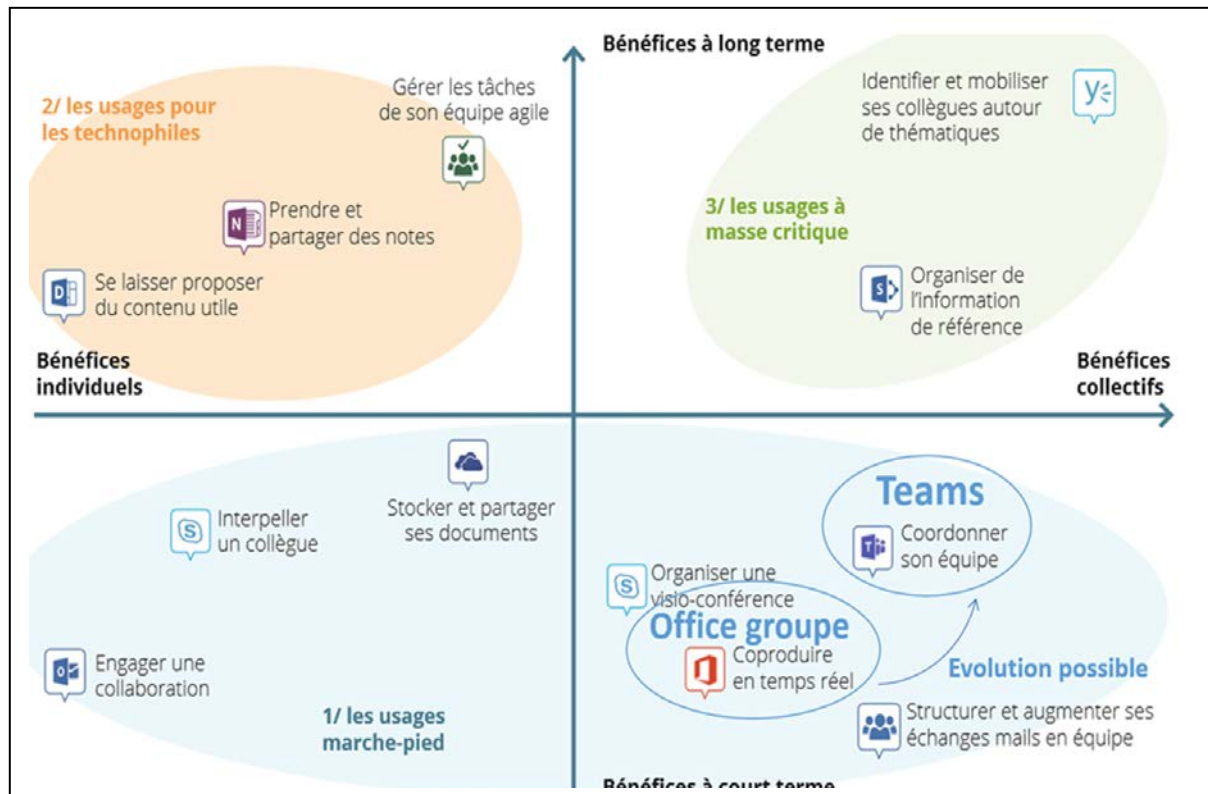 Bénéfices à long terme
2/ les usages pour
les technophiles
Gérer les tâches
de son équipe agile
Identifier et mobiliser
ses collègues autour
de thématiques
y
N
Prendre et
partager des notes
3/ les usages à
masse critique
D
Se laisser proposer
du contenu utile
S
Organiser de
l'information
de référence
Bénéfices
individuels
Bénéfices
collectifs
S
Interpeller
un collègue
Stocker et partager
ses documents
Teams
T
Coordonner
son équipe
S
Organiser une
visio-conférence
Office groupe
Coproduire
en temps réel
Evolution possible
o
Engager une
collaboration
1/ les usages
marche-pied
Structurer et augmenter ses
échanges mails en équipe
Bénéfices à court terme